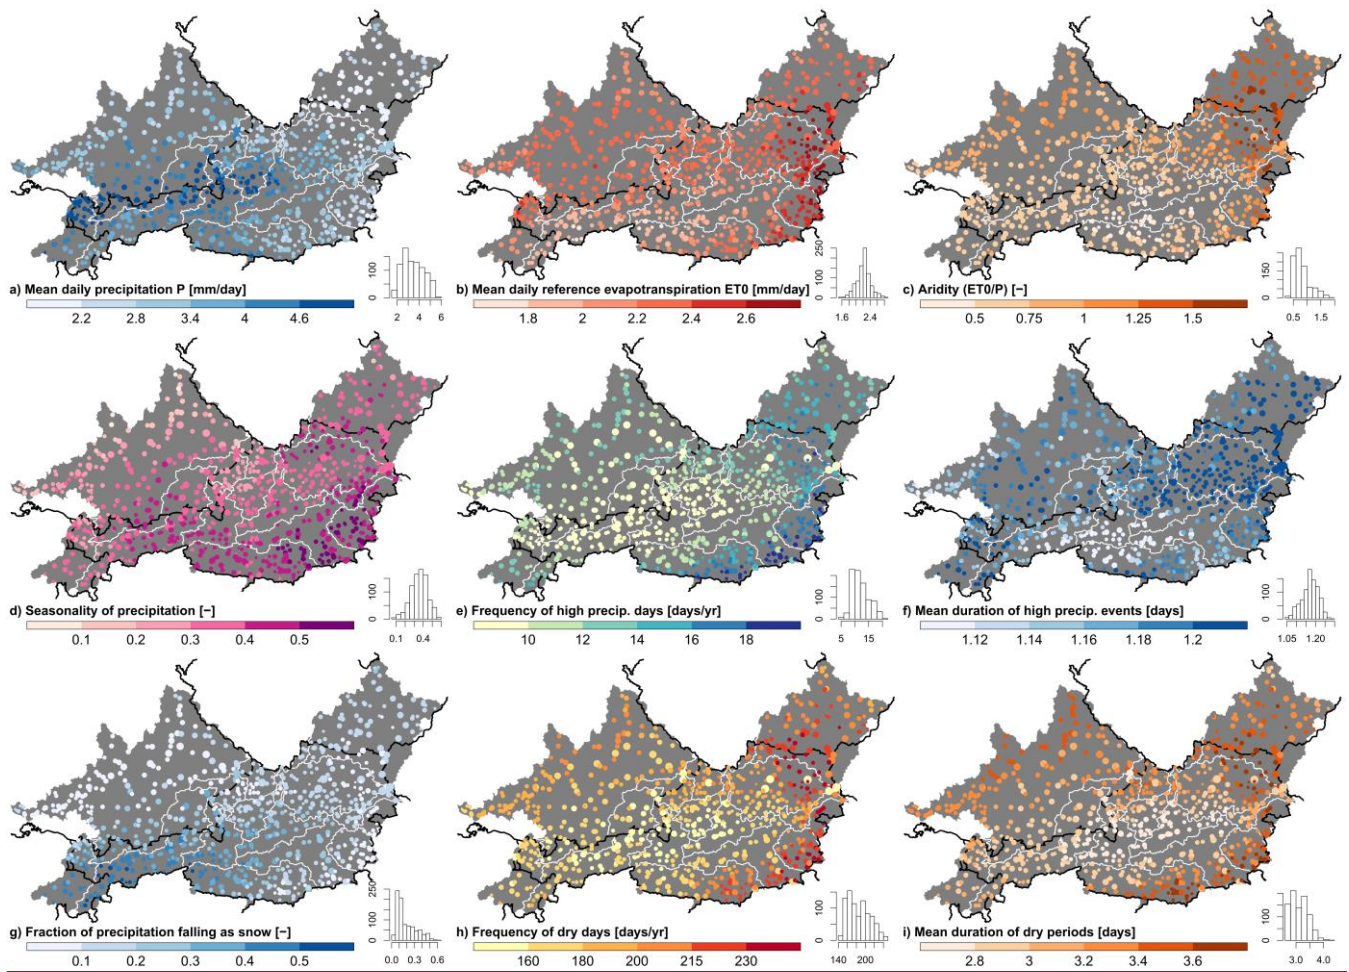 100
0
2 4 6
a) Mean daily precipitation P [mm/day]
2.2 2.8 3.4 4 4.6
250
100
0
1.6 2.4
b) Mean daily reference evapotranspiration ET0 [mm/day]
1.8 2 2.2 2.4 2.6
150
0
0.5 1.5
c) Aridity (ET0/P) [−]
0.5 0.75 1 1.25 1.5
100
0
0.1 0.4
d) Seasonality of precipitation [−]
0.1 0.2 0.3 0.4 0.5
100
0
5 15
e) Frequency of high precip. days [days/yr]
10 12 14 16 18
100
0
1.05 1.20
f) Mean duration of high precip. events [days]
1.12 1.14 1.16 1.18 1.2
250
100
0
0.0 0.3 0.6
g) Fraction of precipitation falling as snow [−]
0.1 0.2 0.3 0.4 0.5
100
0
140 200
h) Frequency of dry days [days/yr]
160 180 200 215 230
100
0
3.0 4.0
i) Mean duration of dry periods [days]
2.8 3 3.2 3.4 3.6